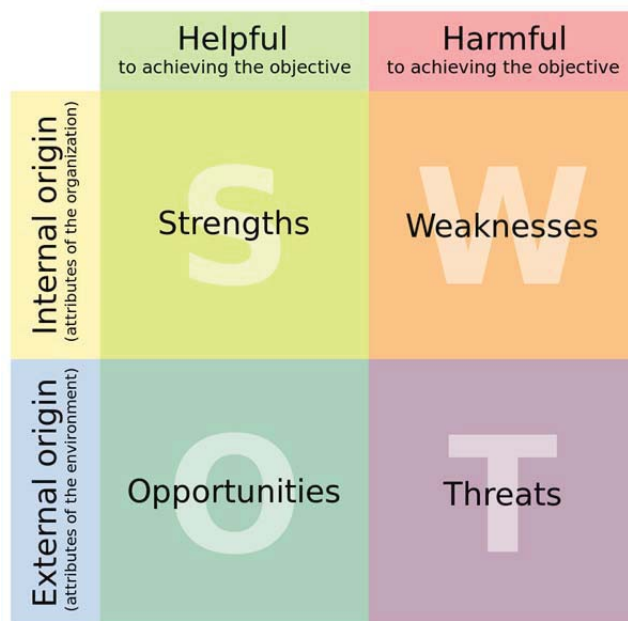 Helpful
to achieving the objective
Harmful
to achieving the objective
Internal origin
(attributes of the organization)
S
Strengths
W
Weaknesses
External origin
(attributes of the environment)
O
Opportunities
T
Threats